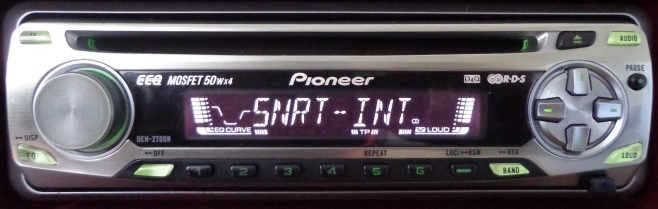 AUDIO
EEQ MOSFET 50Wx4
Pioneer
R·D·S
PAUSE
SNRT-INT
EQ CURVE
TP
LOUD
DISP
DEH-2700R
EQ
OFF
REPEAT
LOC/BSM
REG
LOUD
1 2 3 4 5 6
BAND